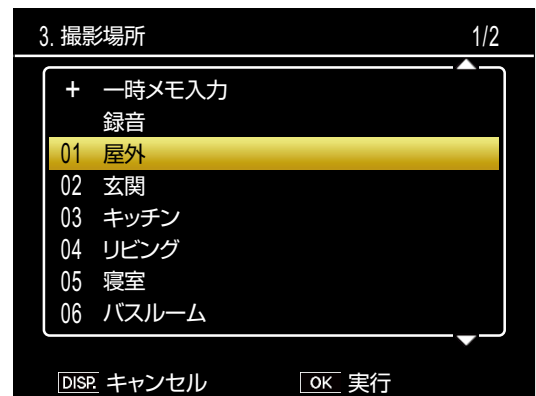 3. 撮影場所 1/2
+ 一時メモ入力
録音
01 屋外
02 玄関
03 キッチン
04 リビング
05 寝室
06 バスルーム
DISP. キャンセル OK 実行